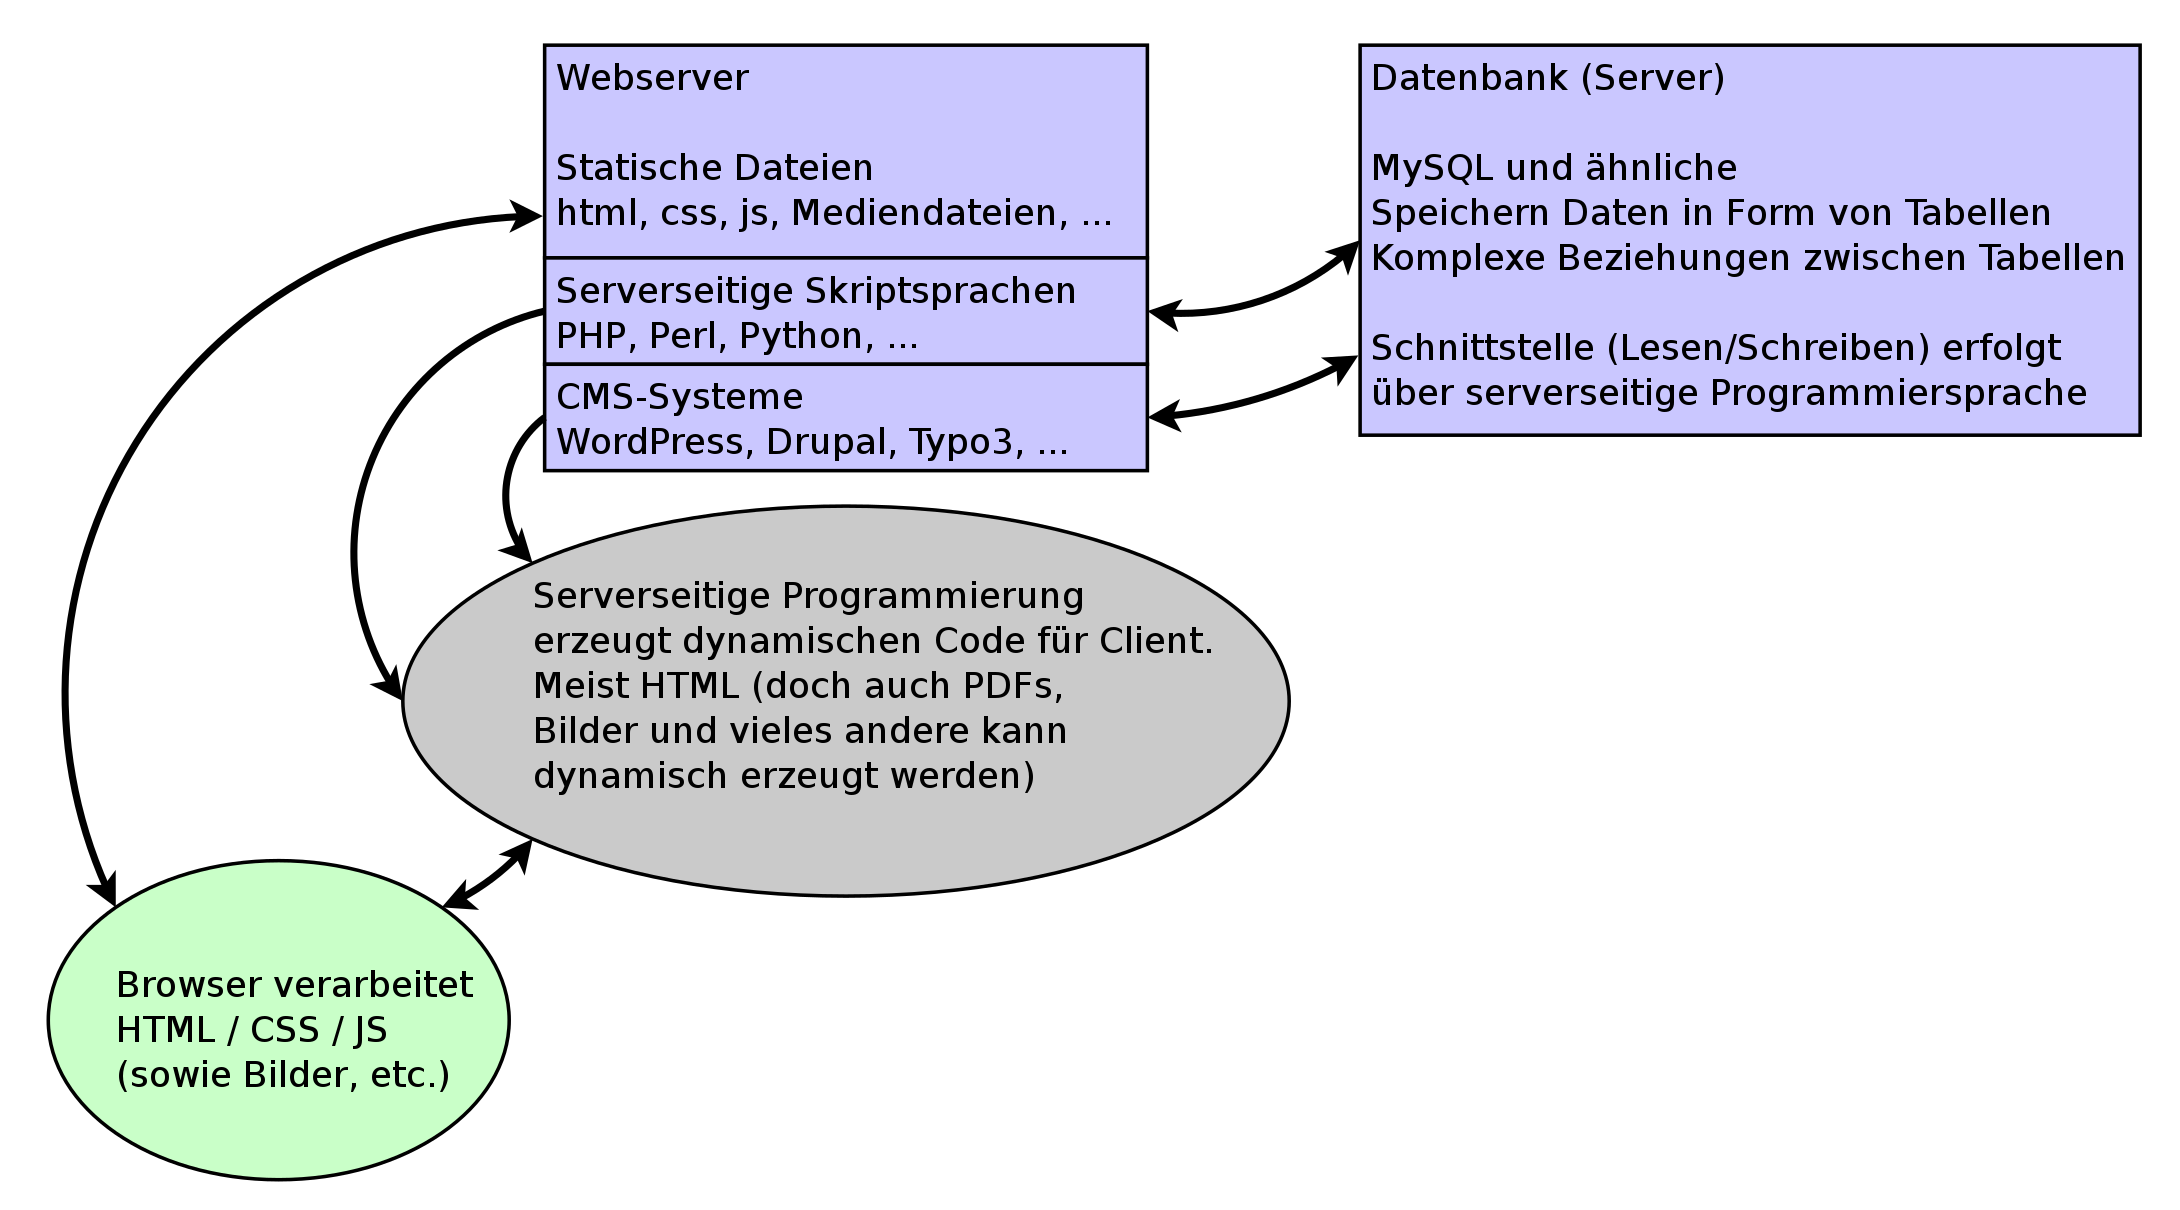 Webserver
Statische Dateien
html, css, js, Mediendateien, ...
Serverseitige Skriptsprachen
PHP, Perl, Python, ...
CMS-Systeme
WordPress, Drupal, Typo3, ...
Datenbank (Server)
MySQL und ähnliche
Speichern Daten in Form von Tabellen
Komplexe Beziehungen zwischen Tabellen
Schnittstelle (Lesen/Schreiben) erfolgt
über serverseitige Programmiersprache
Serverseitige Programmierung
erzeugt dynamischen Code für Client.
Meist HTML (doch auch PDFs,
Bilder und vieles andere kann
dynamisch erzeugt werden)
Browser verarbeitet
HTML / CSS / JS
(sowie Bilder, etc.)